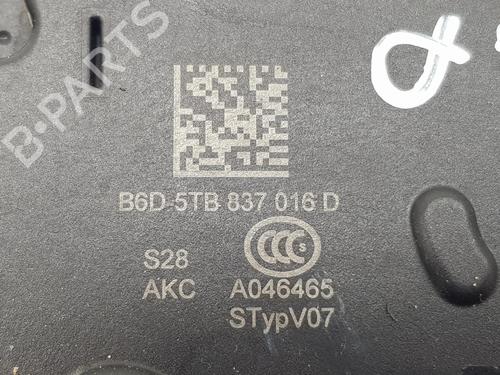 B-PARTS
B6D-5TB 837 016 D
CCC S
S28
AKC A046465
STypV07